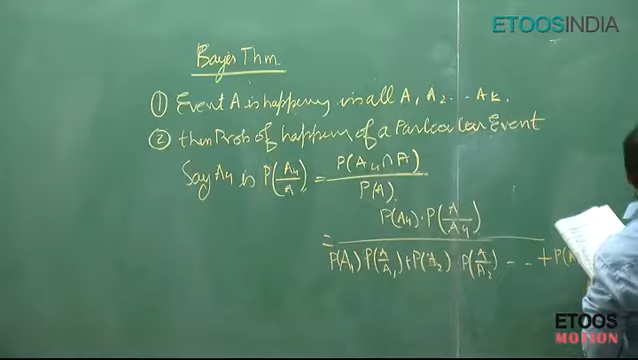 ETOOSINDIA
Bayes Thm
① Event A is happening via all A, A2 . . . AK.
② then Prob of happening of a Particular Event
Say A4 is P(A4/A) = P(A4∩A)/P(A)
= P(A4) · P(A/A4) / P(A1) P(A/A1) + P(A2) · P(A/A2) - . . + P(A
ETOOS
MOTION